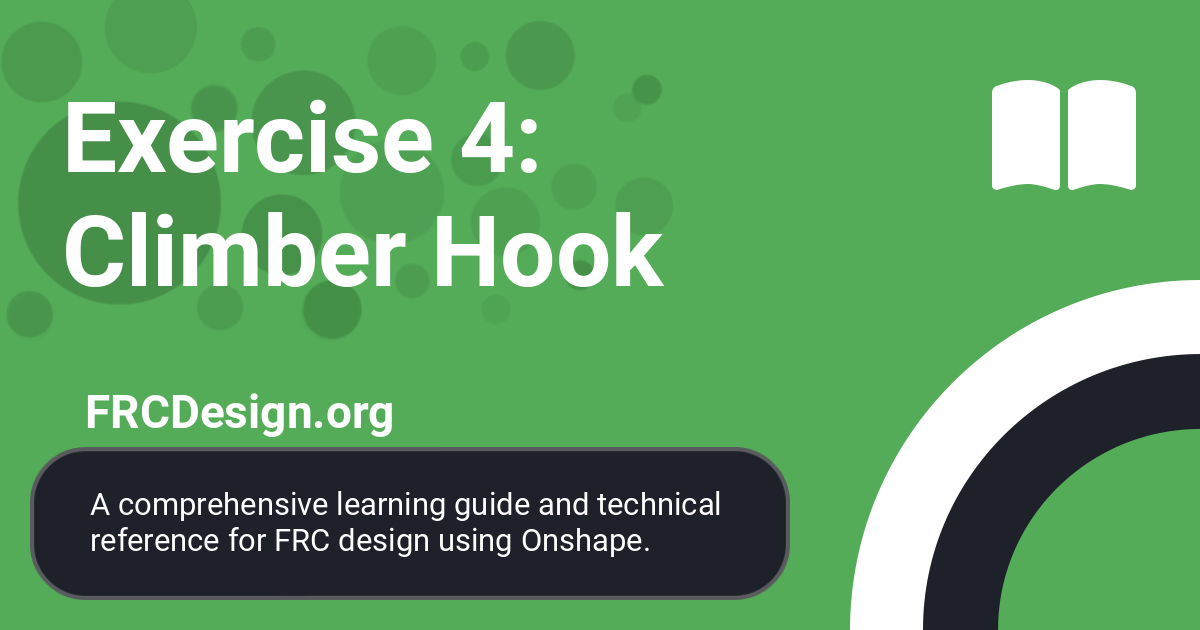 Exercise 4:
Climber Hook
FRCDesign.org
A comprehensive learning guide and technical
reference for FRC design using Onshape.